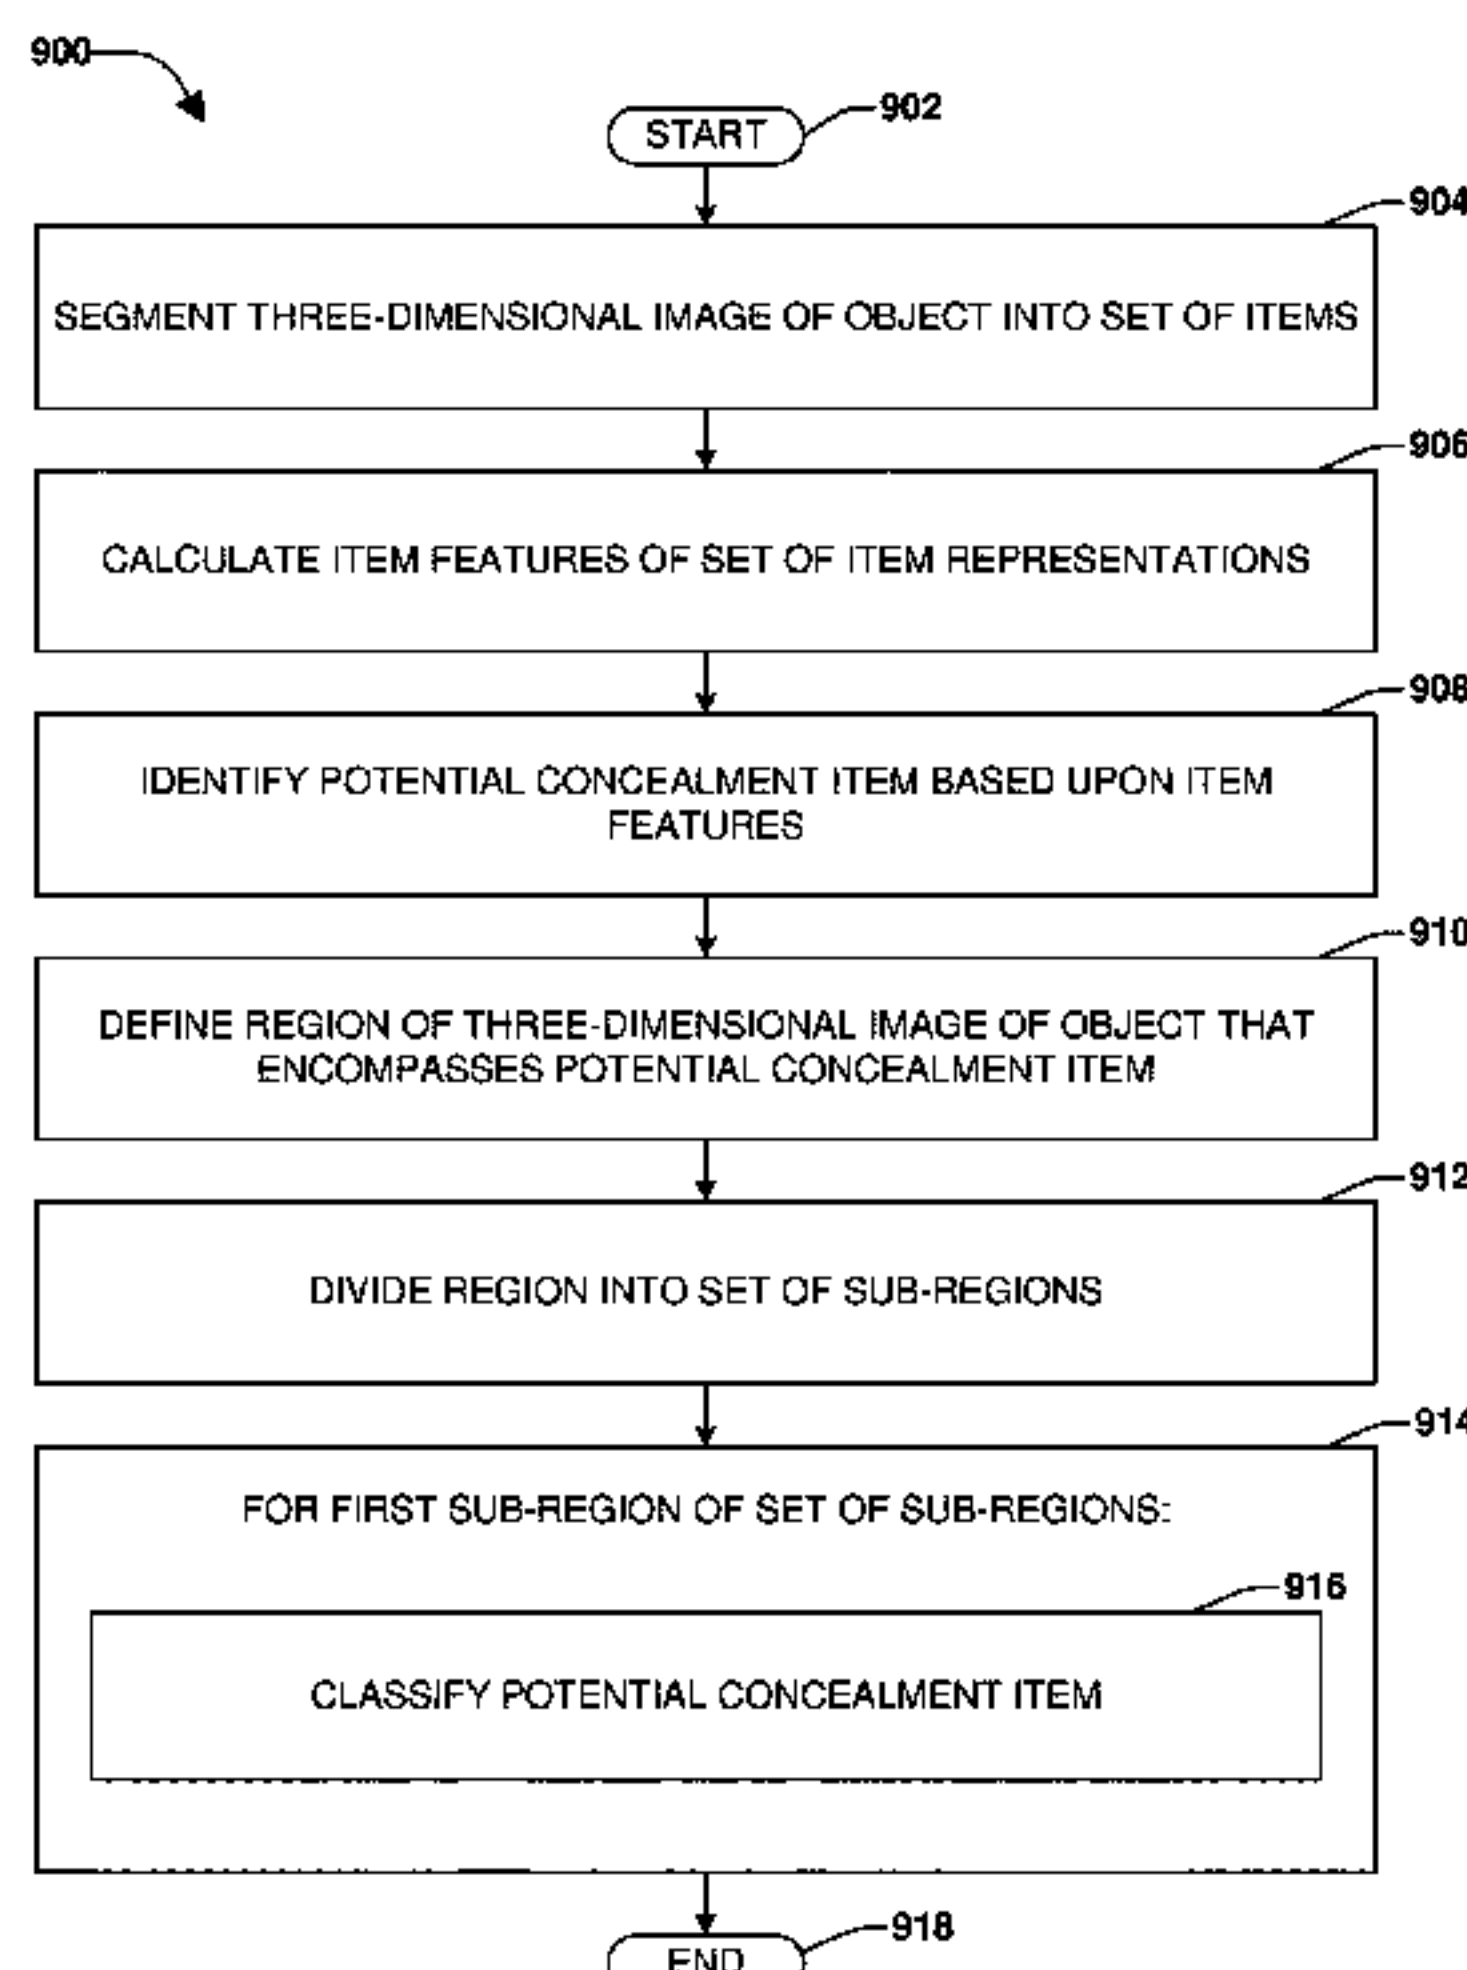 900
START
902
904
SEGMENT THREE-DIMENSIONAL IMAGE OF OBJECT INTO SET OF ITEMS
906
CALCULATE ITEM FEATURES OF SET OF ITEM REPRESENTATIONS
908
IDENTIFY POTENTIAL CONCEALMENT ITEM BASED UPON ITEM
FEATURES
910
DEFINE REGION OF THREE-DIMENSIONAL IMAGE OF OBJECT THAT
ENCOMPASSES POTENTIAL CONCEALMENT ITEM
912
DIVIDE REGION INTO SET OF SUB-REGIONS
914
FOR FIRST SUB-REGION OF SET OF SUB-REGIONS:
916
CLASSIFY POTENTIAL CONCEALMENT ITEM
918
END